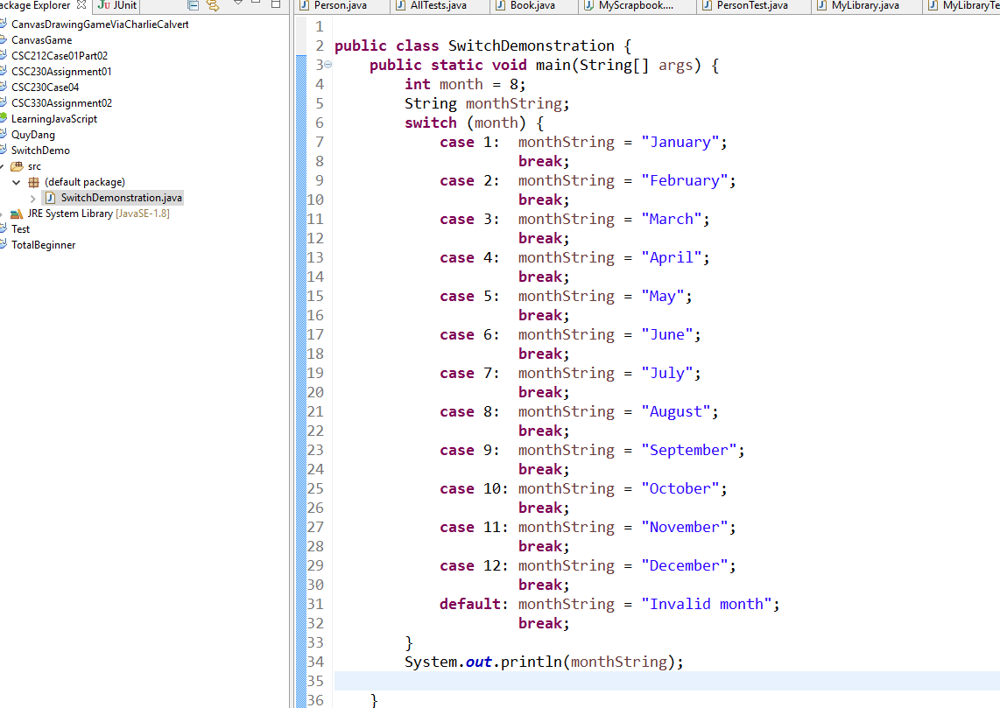 ackage Explorer
JUnit
CanvasDrawingGameViaCharlieCalvert
CanvasGame
CSC212Case01Part02
CSC230Assignment01
CSC230Case04
CSC330Assignment02
LearningJavaScript
QuyDang
SwitchDemo
src
(default package)
SwitchDemonstration.java
JRE System Library [JavaSE-1.8]
Test
TotalBeginner
Person.java AllTests.java Book.java MyScrapbook.... PersonTest.java MyLibrary.java MyLibraryTe
1
2 public class SwitchDemonstration {
3 public static void main(String[] args) {
4 int month = 8;
5 String monthString;
6 switch (month) {
7 case 1: monthString = "January";
8 break;
9 case 2: monthString = "February";
10 break;
11 case 3: monthString = "March";
12 break;
13 case 4: monthString = "April";
14 break;
15 case 5: monthString = "May";
16 break;
17 case 6: monthString = "June";
18 break;
19 case 7: monthString = "July";
20 break;
21 case 8: monthString = "August";
22 break;
23 case 9: monthString = "September";
24 break;
25 case 10: monthString = "October";
26 break;
27 case 11: monthString = "November";
28 break;
29 case 12: monthString = "December";
30 break;
31 default: monthString = "Invalid month";
32 break;
33 }
34 System.out.println(monthString);
35
36 }